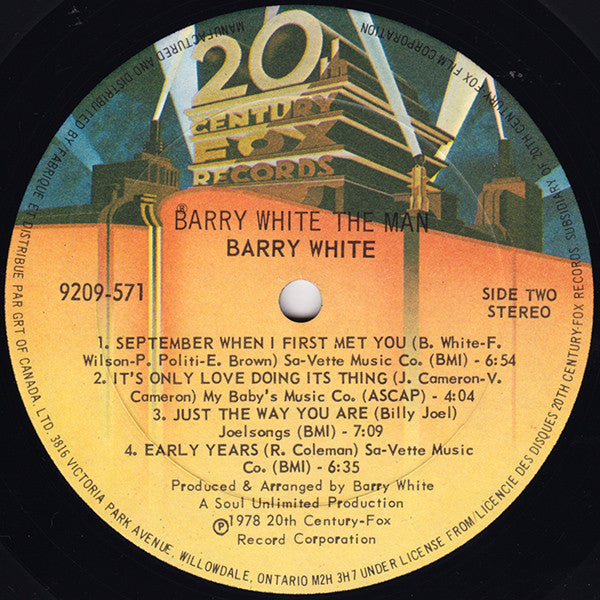 20th
CENTURY
FOX
RECORDS
®
BARRY WHITE THE MAN
BARRY WHITE
9209-571
SIDE TWO
STEREO
1. SEPTEMBER WHEN I FIRST MET YOU (B. White-F.
Wilson-P. Politi-E. Brown) Sa-Vette Music Co. (BMI) - 6:54
2. IT'S ONLY LOVE DOING ITS THING (J. Cameron-V.
Cameron) My Baby's Music Co. (ASCAP) - 4:04
3. JUST THE WAY YOU ARE (Billy Joel)
Joelsongs (BMI) - 7:09
4. EARLY YEARS (R. Coleman) Sa-Vette Music
Co. (BMI) - 6:35
Produced & Arranged by Barry White
A Soul Unlimited Production
Ⓟ1978 20th Century-Fox
Record Corporation
MANUFACTURED AND DISTRIBUTED BY/FABRIQUE ET DISTRIBUE PAR GRT OF CANADA, LTD. 3816 VICTORIA PARK AVENUE, WILLOWDALE, ONTARIO M2H 3H7 UNDER LICENSE FROM/LICENCIE DES DISQUES 20TH CENTURY-FOX RECORDS SUBSIDIARY OF 20TH CENTURY-FOX FILM CORPORATION